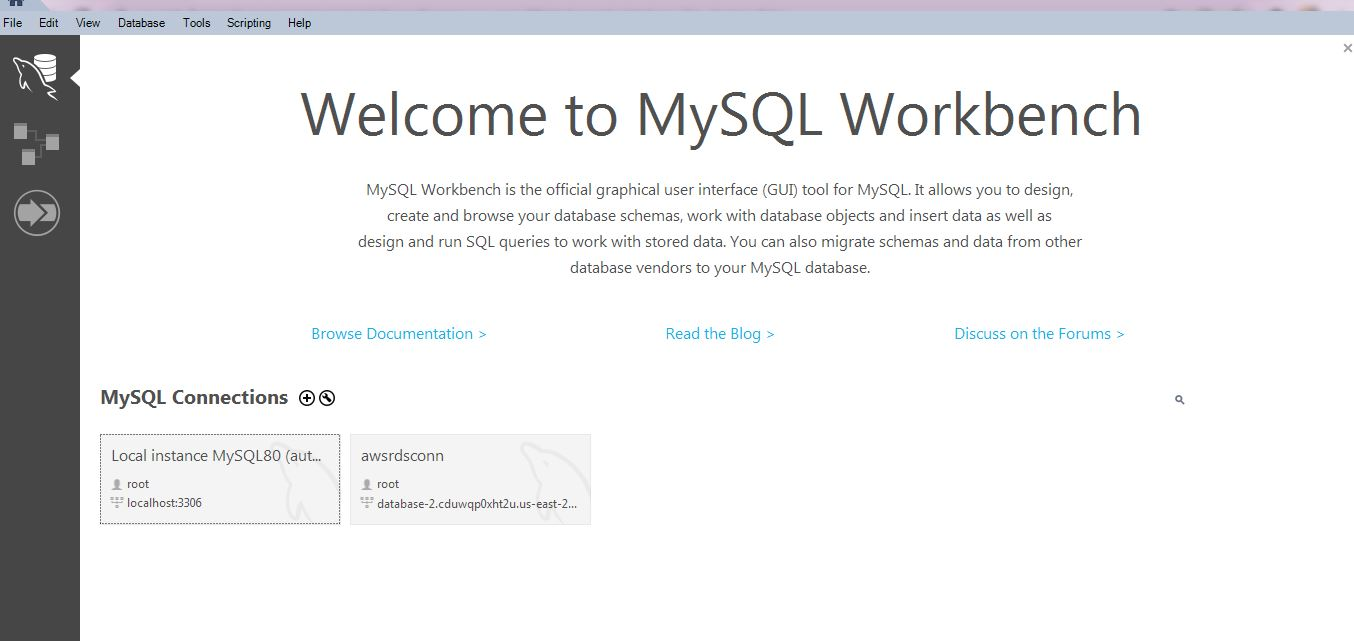 File Edit View Database Tools Scripting Help
Welcome to MySQL Workbench
MySQL Workbench is the official graphical user interface (GUI) tool for MySQL. It allows you to design,
create and browse your database schemas, work with database objects and insert data as well as
design and run SQL queries to work with stored data. You can also migrate schemas and data from other
database vendors to your MySQL database.
Browse Documentation > Read the Blog > Discuss on the Forums >
MySQL Connections
Local instance MySQL80 (aut...
root
localhost:3306
awsrdsconn
root
database-2.cduwqp0xht2u.us-east-2...